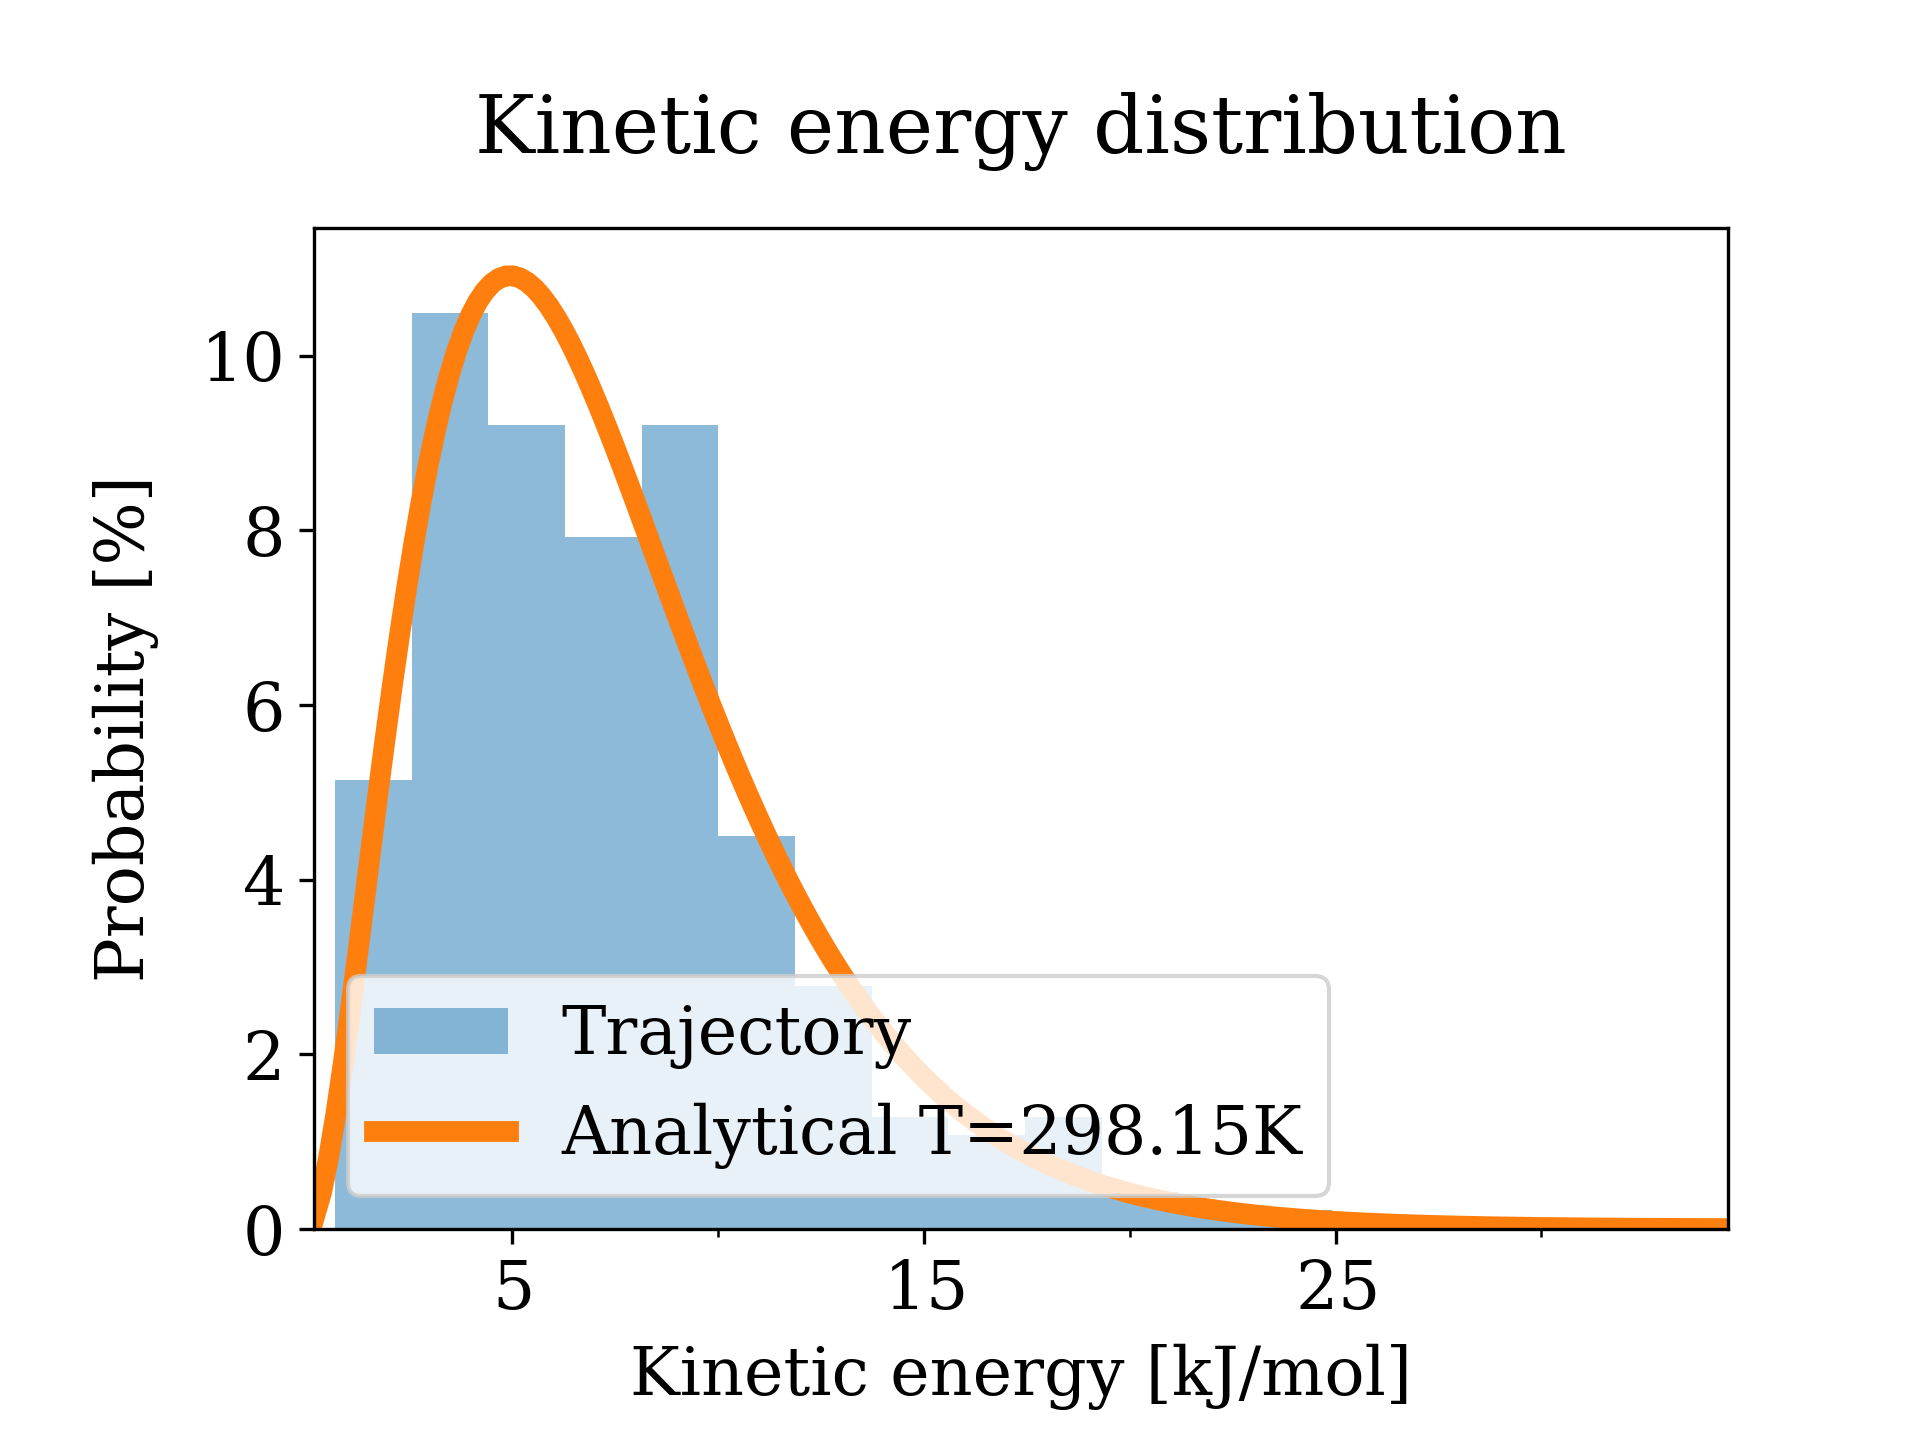 Kinetic energy distribution
Probability [%]
10
8
6
4
2
0
Trajectory
Analytical T=298.15K
5 15 25
Kinetic energy [kJ/mol]